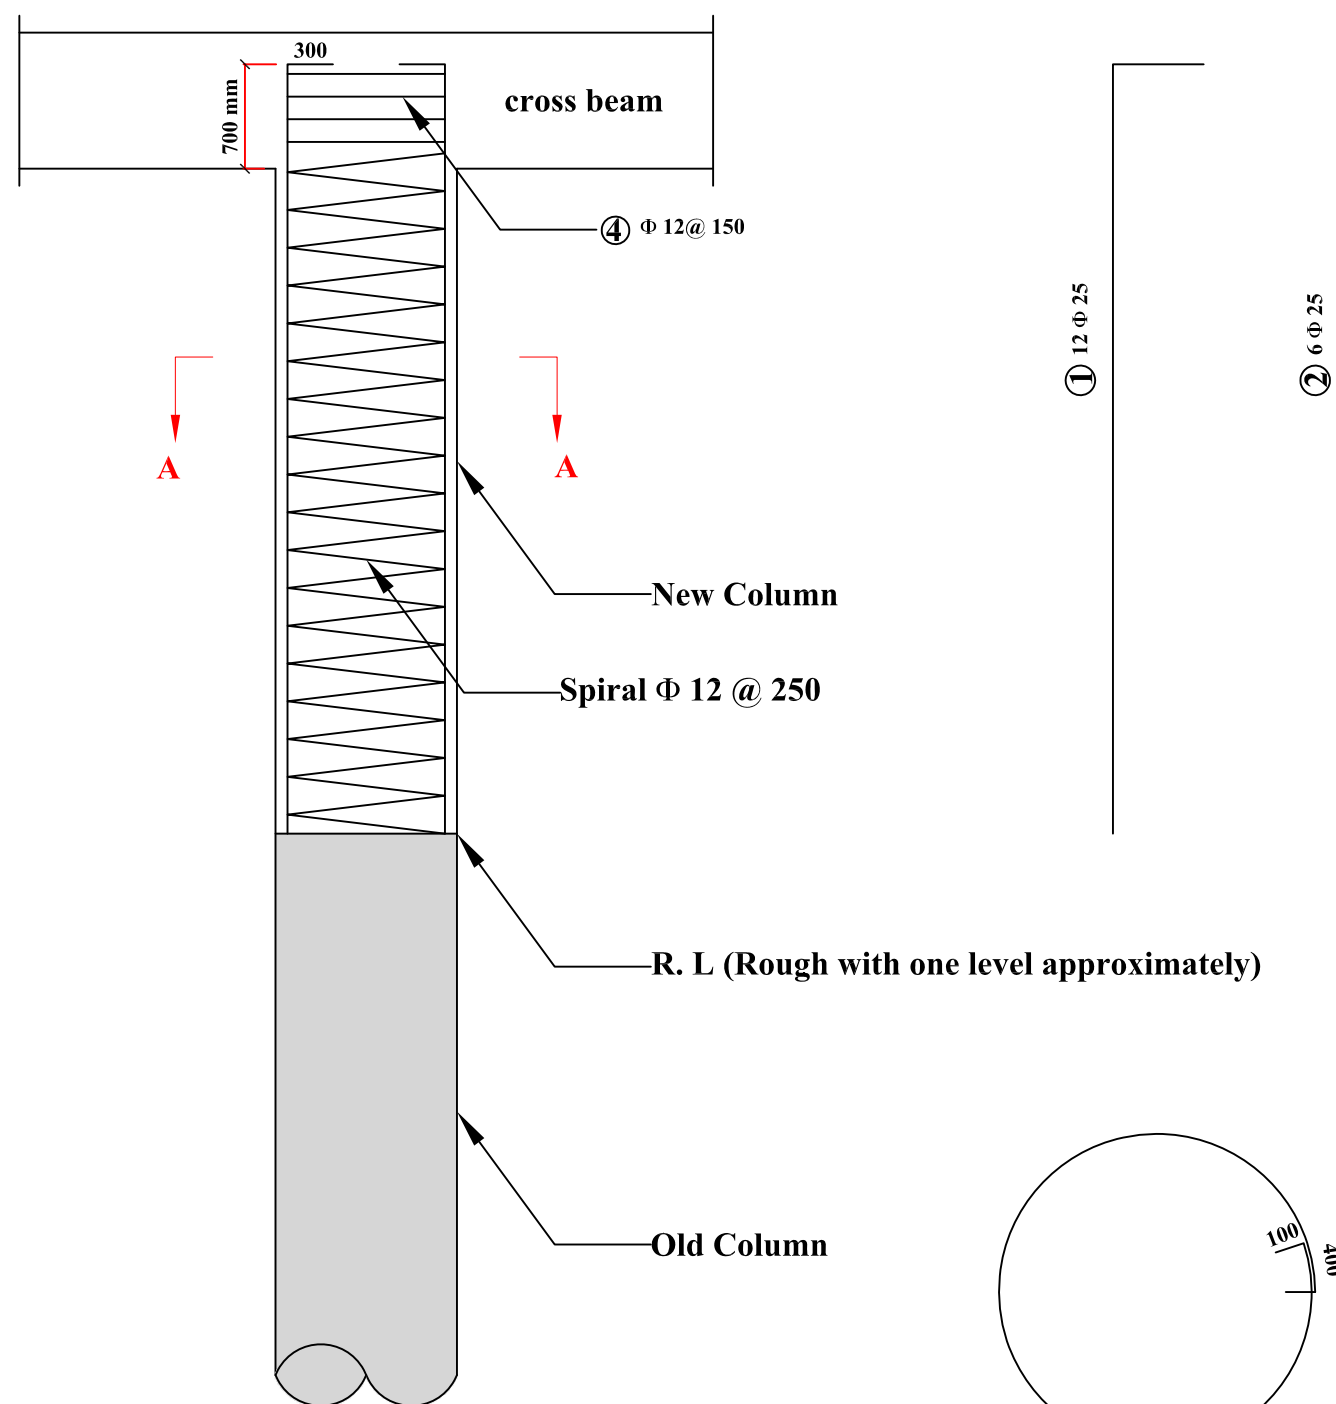 300
700 mm
cross beam
4 Φ 12@ 150
1 12 Φ 25
2 6 Φ 25
A A
New Column
Spiral Φ 12 @ 250
R. L (Rough with one level approximately)
100
400
Old Column